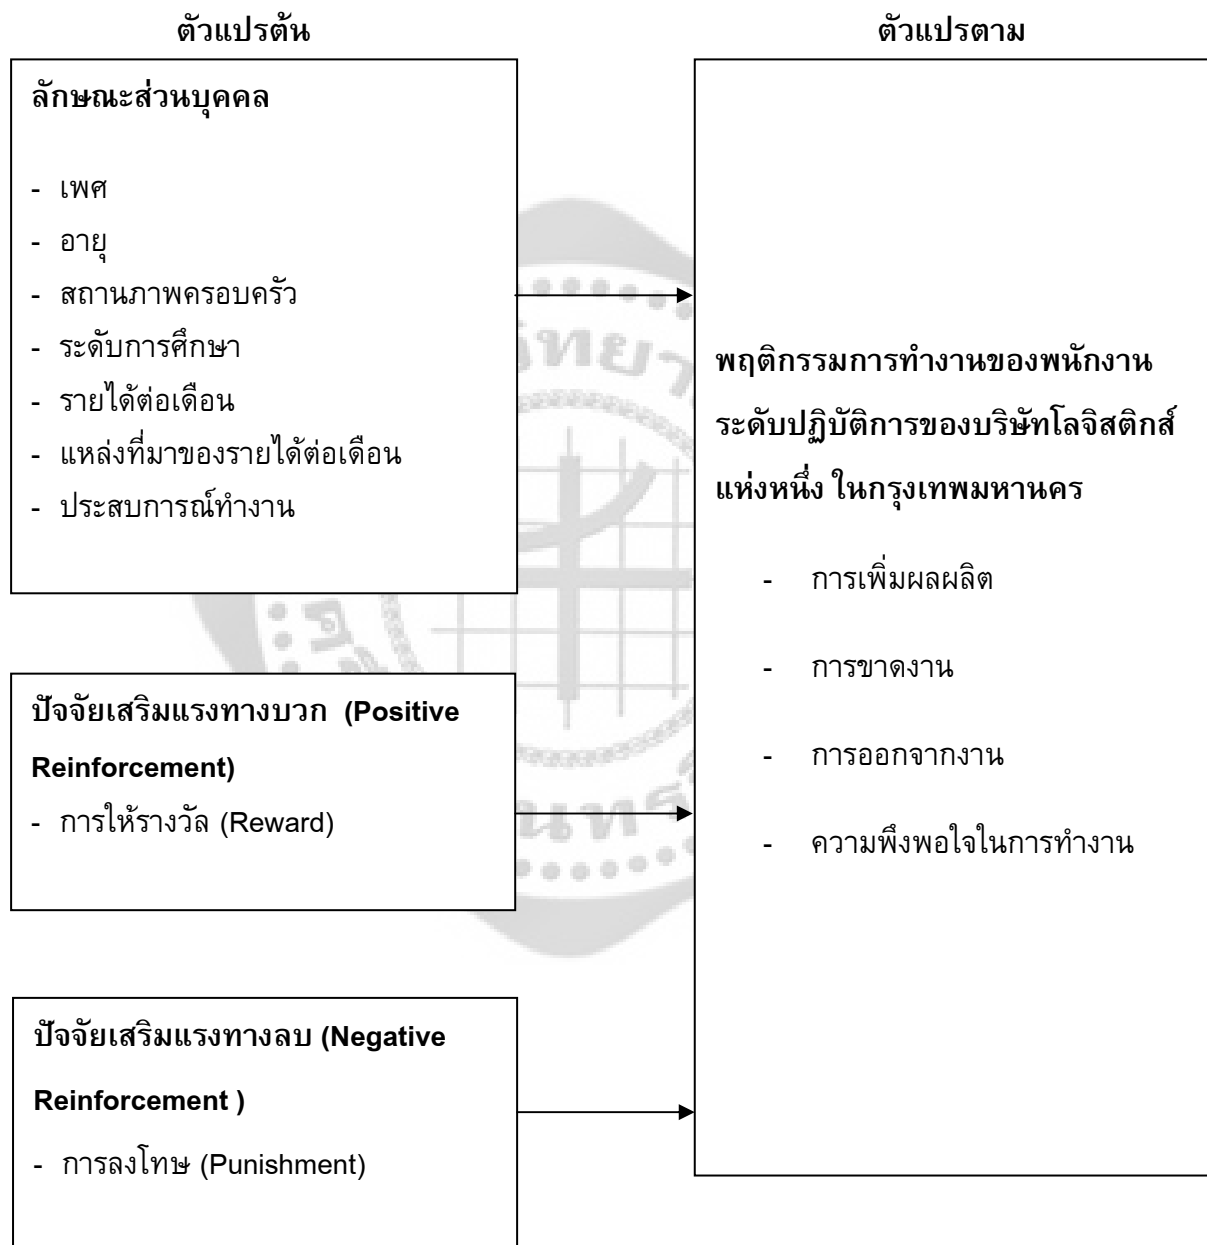 ตัวแปรต้น
ลักษณะส่วนบุคคล
- เพศ
- อายุ
- สถานภาพครอบครัว
- ระดับการศึกษา
- รายได้ต่อเดือน
- แหล่งที่มาของรายได้ต่อเดือน
- ประสบการณ์ทำงาน
ปัจจัยเสริมแรงทางบวก (Positive
Reinforcement)
- การให้รางวัล (Reward)
ปัจจัยเสริมแรงทางลบ (Negative
Reinforcement )
- การลงโทษ (Punishment)
ตัวแปรตาม
พฤติกรรมการทำงานของพนักงาน
ระดับปฏิบัติการของบริษัทโลจิสติกส์
แห่งหนึ่ง ในกรุงเทพมหานคร
- การเพิ่มผลผลิต
- การขาดงาน
- การออกจากงาน
- ความพึงพอใจในการทำงาน